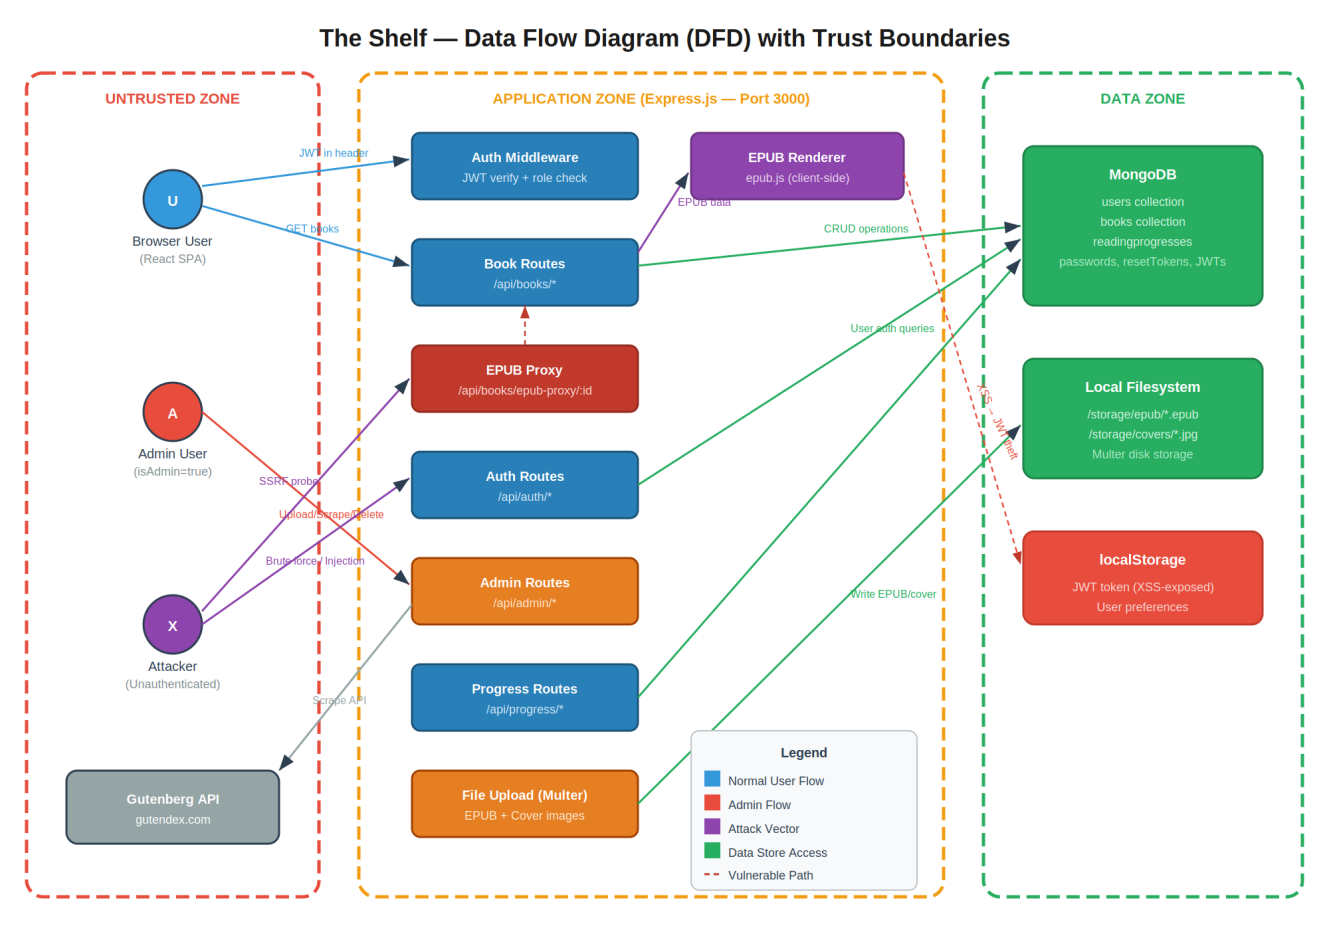 The Shelf — Data Flow Diagram (DFD) with Trust Boundaries
UNTRUSTED ZONE
U
Browser User
(React SPA)
A
Admin User
(isAdmin=true)
X
Attacker
(Unauthenticated)
Gutenberg API
gutendex.com
JWT in header
GET books
SSRF probe
Upload/Scrape/Delete
Brute force / Injection
Scrape API
APPLICATION ZONE (Express.js — Port 3000)
Auth Middleware
JWT verify + role check
EPUB Renderer
epub.js (client-side)
EPUB data
Book Routes
/api/books/*
EPUB Proxy
/api/books/epub-proxy/:id
Auth Routes
/api/auth/*
Admin Routes
/api/admin/*
Progress Routes
/api/progress/*
File Upload (Multer)
EPUB + Cover images
CRUD operations
User auth queries
XSS → JWT theft
Write EPUB/cover
Legend
Normal User Flow
Admin Flow
Attack Vector
Data Store Access
Vulnerable Path
DATA ZONE
MongoDB
users collection
books collection
readingprogresses
passwords, resetTokens, JWTs
Local Filesystem
/storage/epub/*.epub
/storage/covers/*.jpg
Multer disk storage
localStorage
JWT token (XSS-exposed)
User preferences